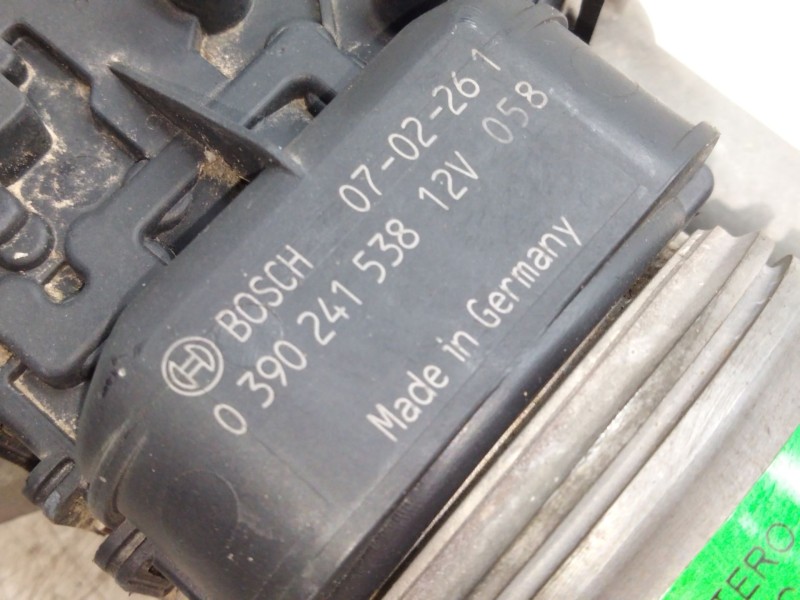 BOSCH 07-02-26 1
0 390 241 538 12V 058
Made in Germany